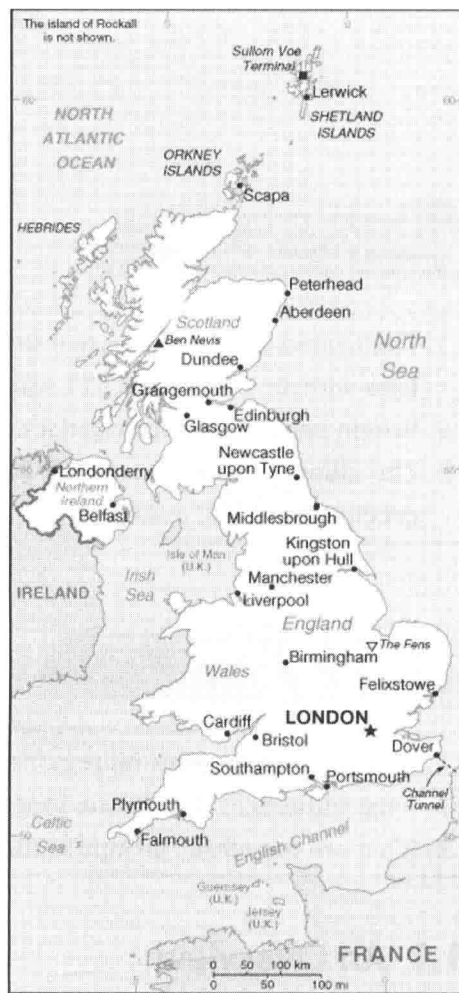 The island of Rockall
is not shown.
Sullom Voe
Terminal
Lerwick
60
NORTH
ATLANTIC
OCEAN
SHETLAND
ISLANDS
ORKNEY
ISLANDS
Scapa
HEBRIDES
Peterhead
Aberdeen
Scotland
North
Sea
Ben Nevis
Dundee
Grangemouth
Edinburgh
Glasgow
Newcastle
upon Tyne
Londonderry
Northern
Ireland
Belfast
Middlesbrough
Isle of Man
(U.K.)
Kingston
upon Hull
IRELAND
Irish
Sea
Manchester
Liverpool
England
The Fens
Birmingham
Wales
Felixstowe
LONDON
Cardiff
Bristol
Dover
Southampton
Portsmouth
Channel
Tunnel
Plymouth
Celtic
Sea
50
Falmouth
English Channel
Guernsey
(U.K.)
Jersey
(U.K.)
FRANCE
0 50 100 km
0 50 100 mi